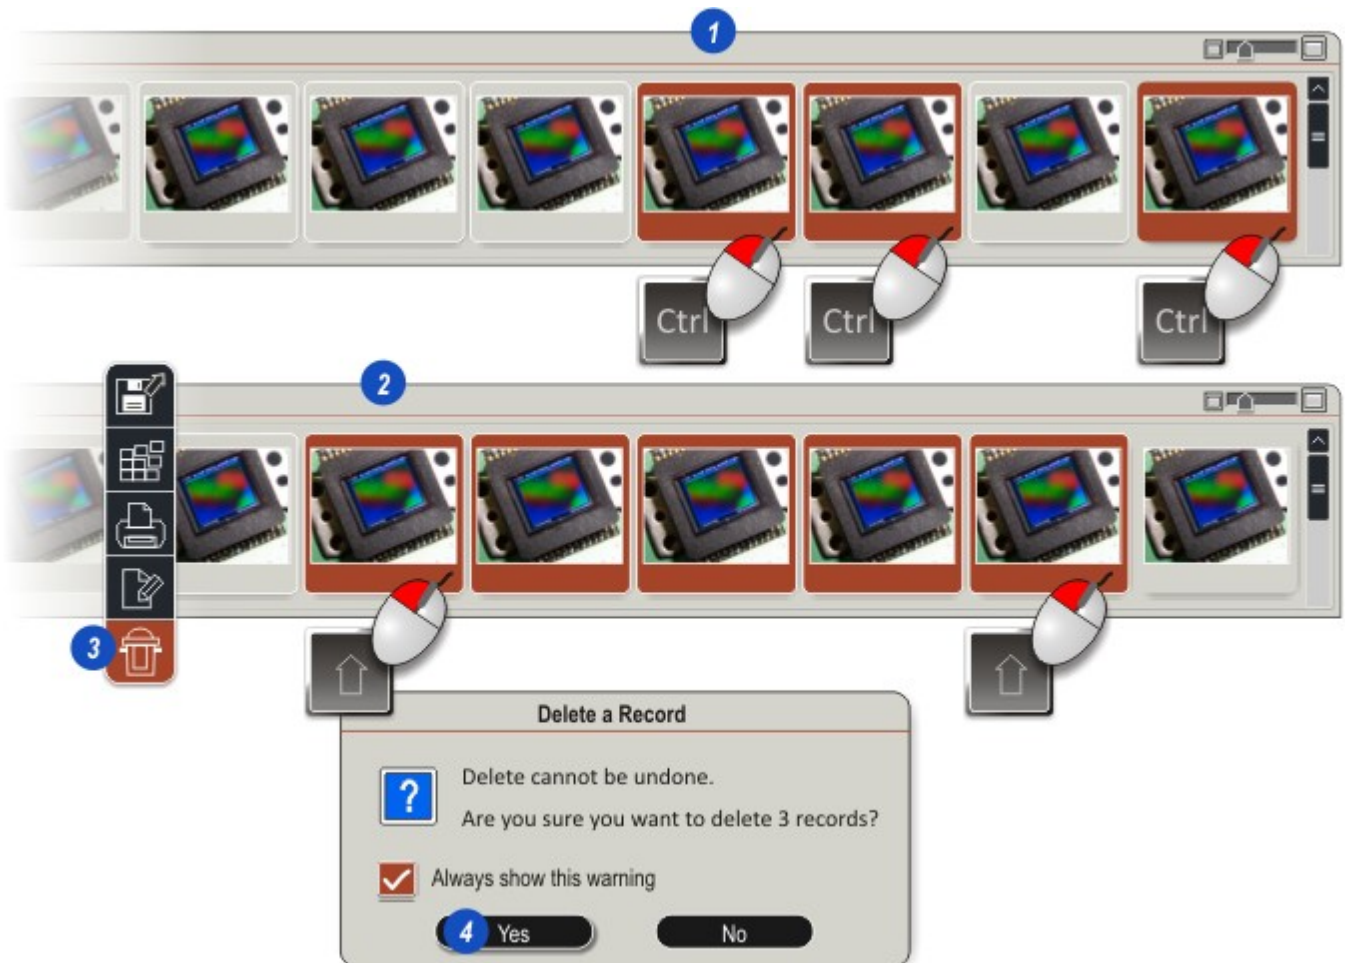 1
Ctrl
Ctrl
Ctrl
2
3
Delete a Record
?
Delete cannot be undone.
Are you sure you want to delete 3 records?
Always show this warning
4 Yes
No